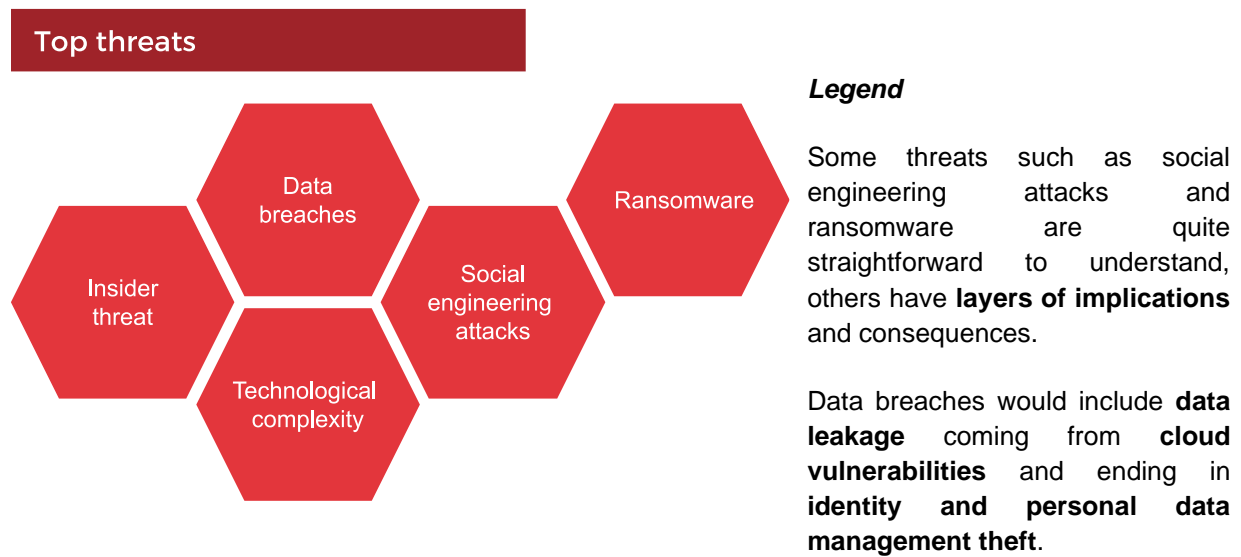 Top threats
Insider
threat
Data
breaches
Technological
complexity
Social
engineering
attacks
Ransomware
Legend
Some threats such as social
engineering attacks and
ransomware are quite
straightforward to understand,
others have layers of implications
and consequences.
Data breaches would include data
leakage coming from cloud
vulnerabilities and ending in
identity and personal data
management theft.